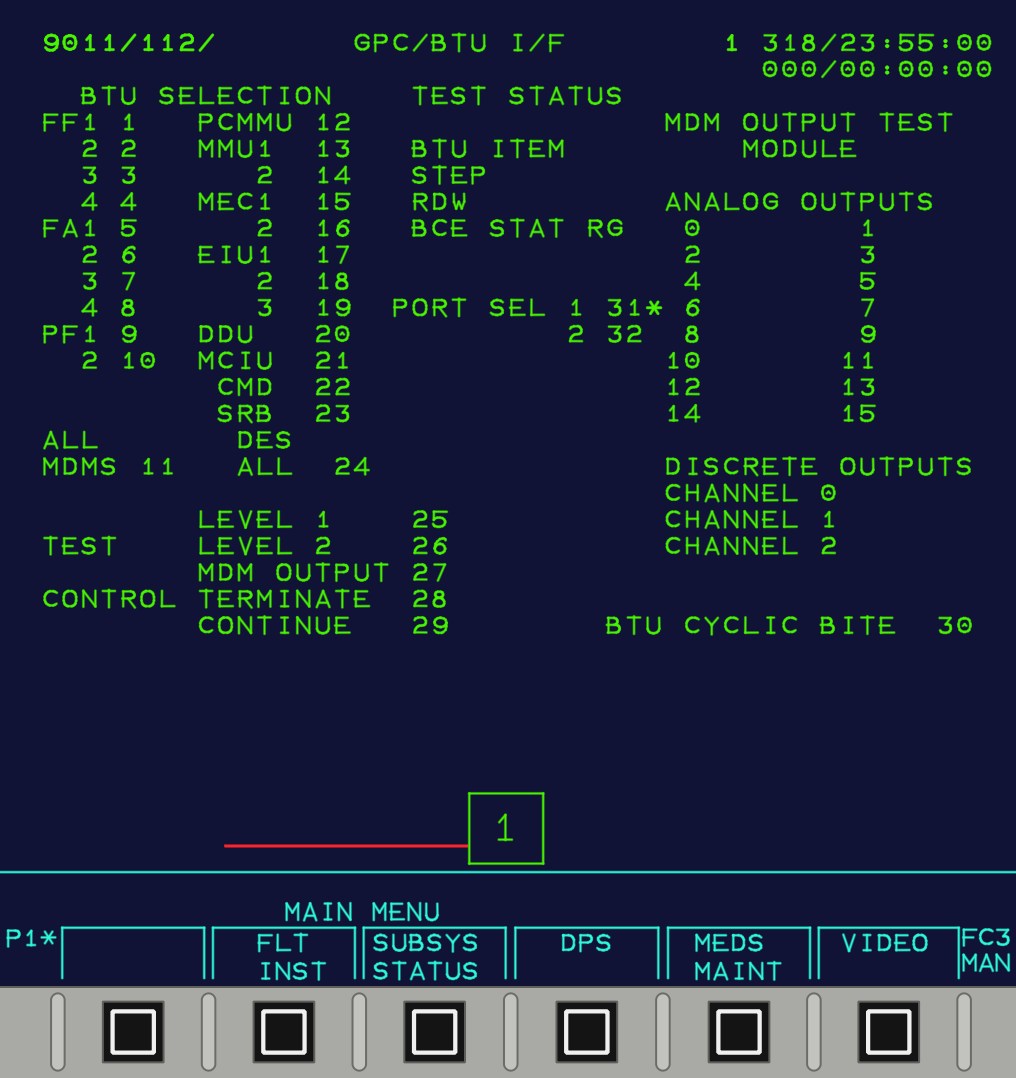 9011/112/ GPC/BTU I/F 1 318/23:55:00
000/00:00:00
BTU SELECTION TEST STATUS
FF1 1 PCMMU 12 MDM OUTPUT TEST
2 2 MMU1 13 BTU ITEM MODULE
3 3 2 14 STEP
4 4 MEC1 15 RDW ANALOG OUTPUTS
FA1 5 2 16 BCE STAT RG 0 1
2 6 EIU1 17 2 3
3 7 2 18 4 5
4 8 3 19 PORT SEL 1 31* 6 7
PF1 9 DDU 20 2 32 8 9
2 10 MCIU 21 10 11
CMD 22 12 13
SRB 23 14 15
ALL DES
MDMS 11 ALL 24 DISCRETE OUTPUTS
CHANNEL 0
LEVEL 1 25 CHANNEL 1
TEST LEVEL 2 26 CHANNEL 2
MDM OUTPUT 27
CONTROL TERMINATE 28
CONTINUE 29 BTU CYCLIC BITE 30
1
MAIN MENU
P1* FLT SUBSYS DPS MEDS VIDEO FC3
INST STATUS MAINT MAN